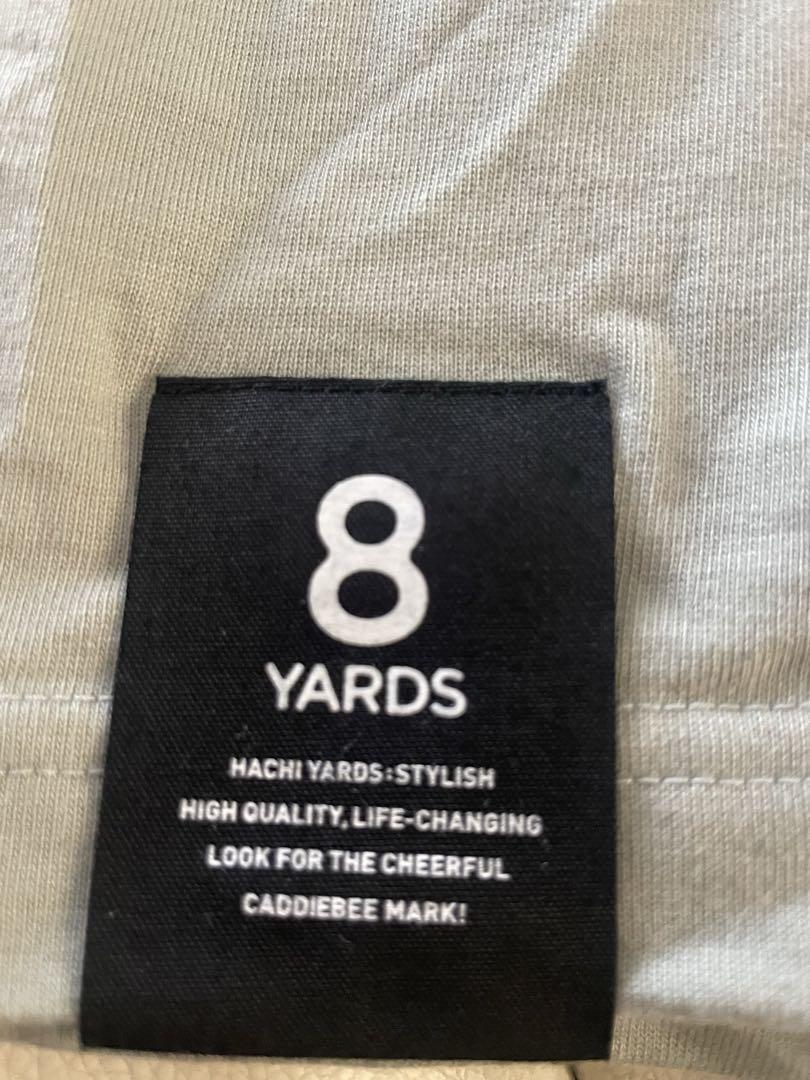 8
YARDS
HACHI YARDS:STYLISH
HIGH QUALITY, LIFE-CHANGING
LOOK FOR THE CHEERFUL
CADDIEBEE MARK!